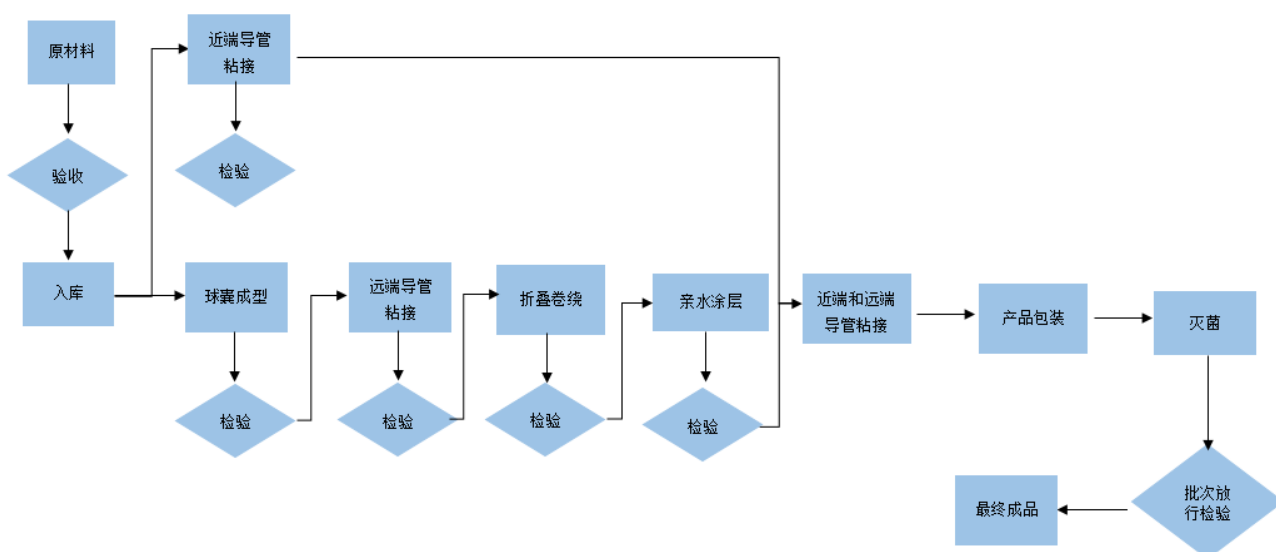 原材料
近端导管
粘接
验收
检验
入库
球囊成型
远端导管
粘接
折叠卷绕
亲水涂层
近端和远端
导管粘接
产品包装
灭菌
检验
检验
检验
检验
批次放
行检验
最终成品